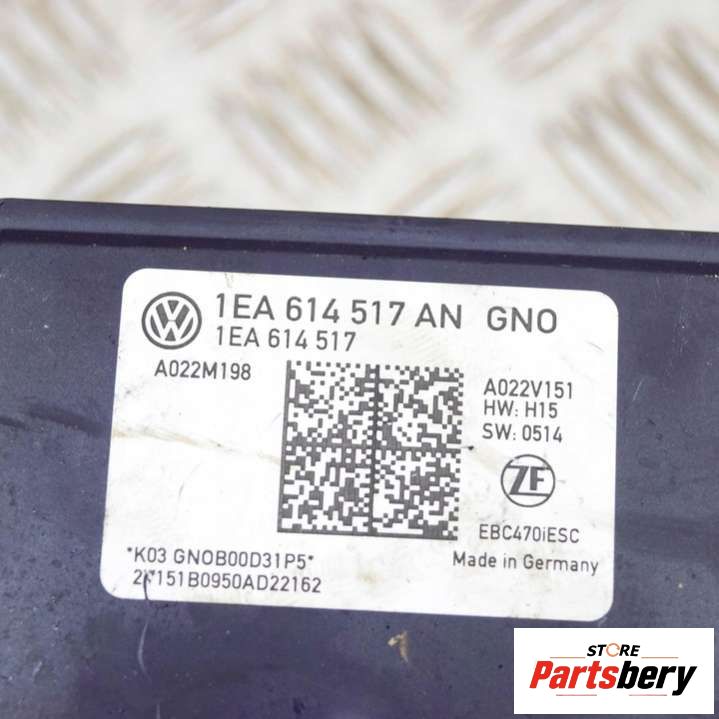 1EA 614 517 AN GNO
1EA 614 517
A022M198
A022V151
HW: H15
SW: 0514
ZF
EBC470iESC
*K03 GNOB00D31P5*
Made in Germany
STORE
Partsbery